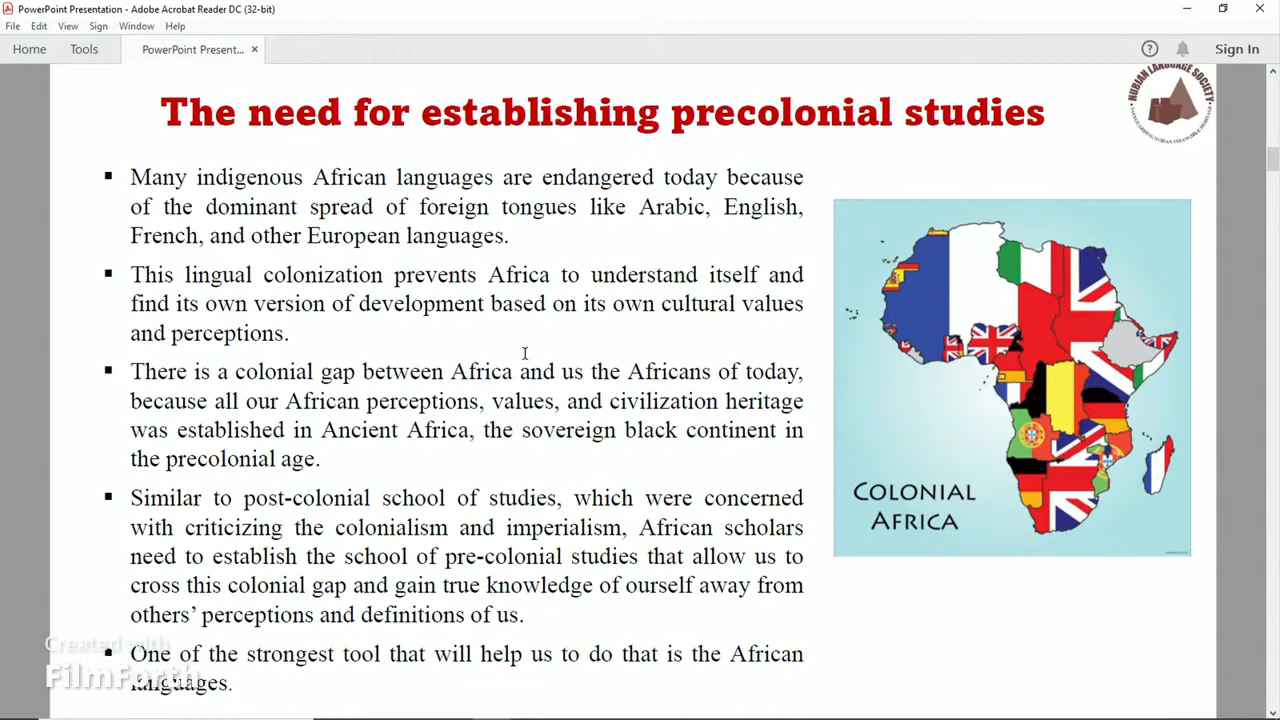 PowerPoint Presentation - Adobe Acrobat Reader DC (32-bit)
File Edit View Sign Window Help
Home Tools PowerPoint Present... × Sign In
The need for establishing precolonial studies
NUBIAN LANGUAGE SOCIETY
SAFEGUARDING NUBIAN INTANGIBLE HERITAGE
▪ Many indigenous African languages are endangered today because
of the dominant spread of foreign tongues like Arabic, English,
French, and other European languages.
▪ This lingual colonization prevents Africa to understand itself and
find its own version of development based on its own cultural values
and perceptions.
▪ There is a colonial gap between Africa and us the Africans of today,
because all our African perceptions, values, and civilization heritage
was established in Ancient Africa, the sovereign black continent in
the precolonial age.
▪ Similar to post-colonial school of studies, which were concerned
with criticizing the colonialism and imperialism, African scholars
need to establish the school of pre-colonial studies that allow us to
cross this colonial gap and gain true knowledge of ourself away from
others’ perceptions and definitions of us.
▪ One of the strongest tool that will help us to do that is the African
languages.
COLONIAL
AFRICA
Created with
FilmForth